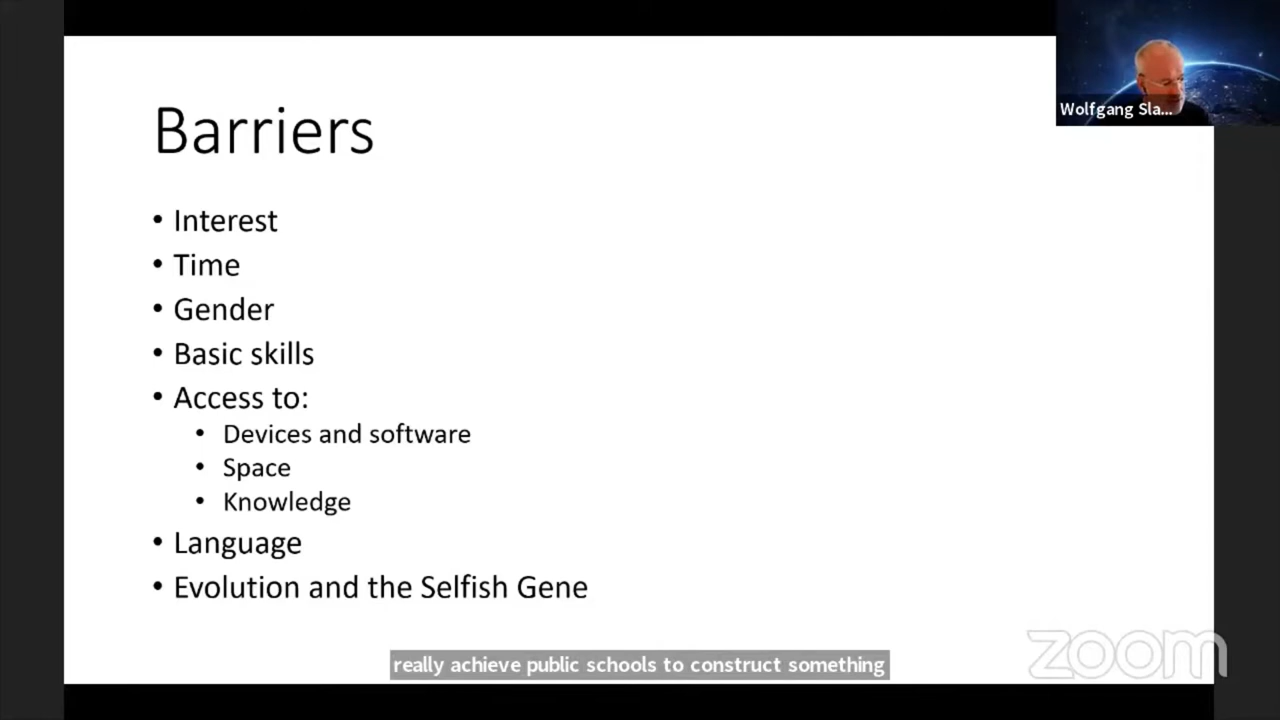 Barriers
Wolfgang Sla...
• Interest
• Time
• Gender
• Basic skills
• Access to:
• Devices and software
• Space
• Knowledge
• Language
• Evolution and the Selfish Gene
really achieve public schools to construct something
zoom